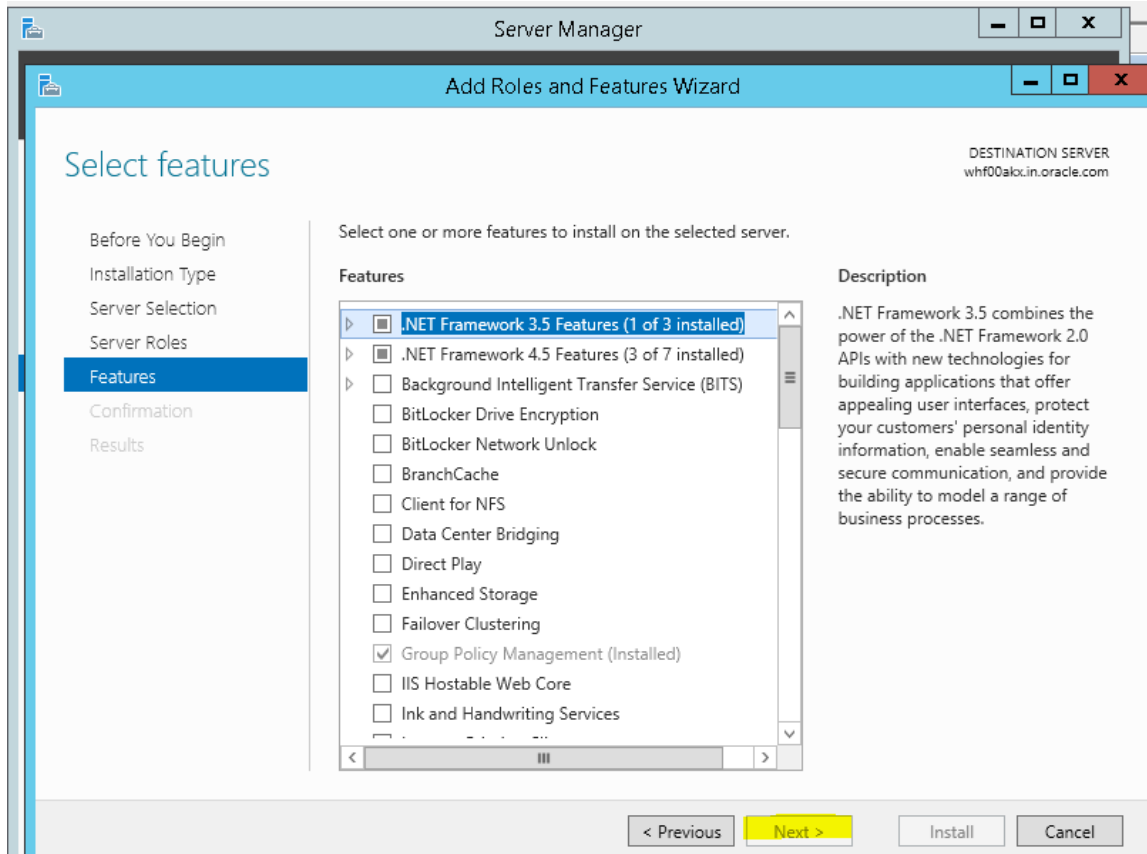 Server Manager
Add Roles and Features Wizard
Select features
DESTINATION SERVER
whf00akx.in.oracle.com
Before You Begin
Installation Type
Server Selection
Server Roles
Features
Confirmation
Results
Select one or more features to install on the selected server.
Features
.NET Framework 3.5 Features (1 of 3 installed)
.NET Framework 4.5 Features (3 of 7 installed)
Background Intelligent Transfer Service (BITS)
BitLocker Drive Encryption
BitLocker Network Unlock
BranchCache
Client for NFS
Data Center Bridging
Direct Play
Enhanced Storage
Failover Clustering
Group Policy Management (Installed)
IIS Hostable Web Core
Ink and Handwriting Services
Description
.NET Framework 3.5 combines the
power of the .NET Framework 2.0
APIs with new technologies for
building applications that offer
appealing user interfaces, protect
your customers' personal identity
information, enable seamless and
secure communication, and provide
the ability to model a range of
business processes.
< Previous
Next >
Install
Cancel